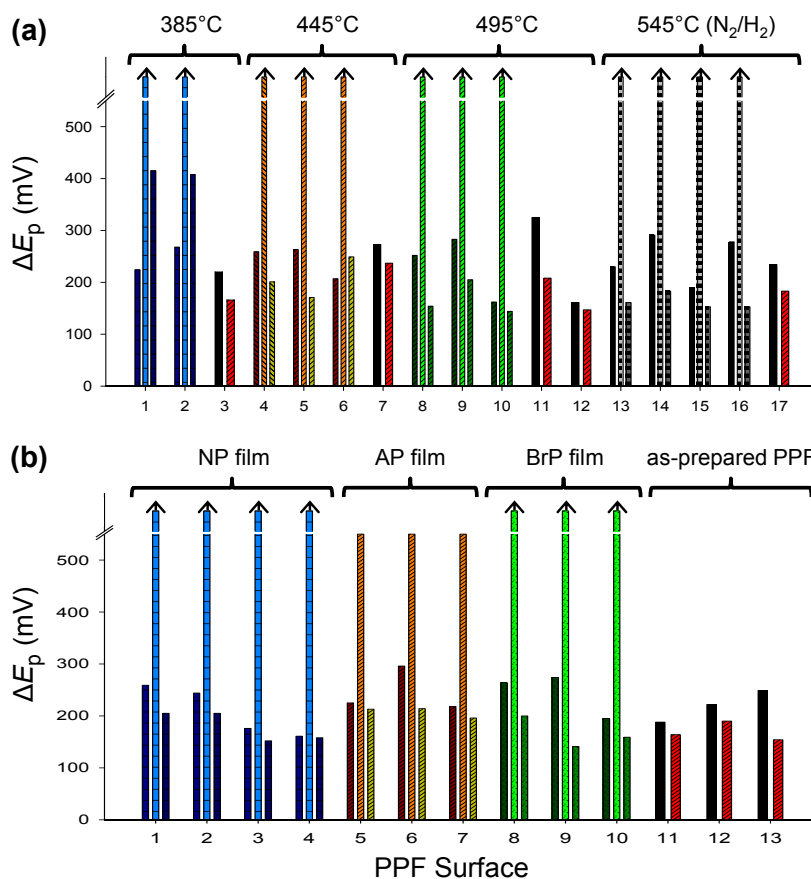 (a)
385°C 445°C 495°C 545°C (N₂/H₂)
500
400
300
200
100
0
ΔEp (mV)
1 2 3 4 5 6 7 8 9 10 11 12 13 14 15 16 17
(b)
NP film AP film BrP film as-prepared PPF
500
400
300
200
100
0
ΔEp (mV)
1 2 3 4 5 6 7 8 9 10 11 12 13
PPF Surface